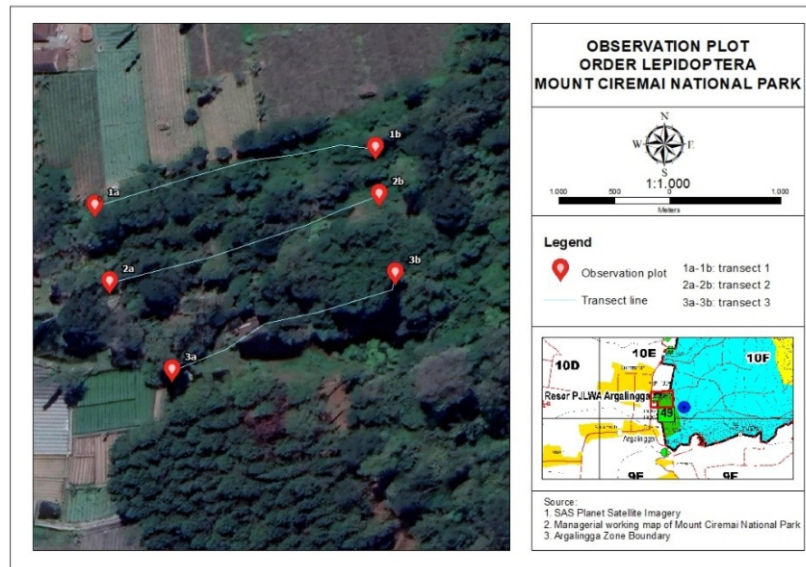 OBSERVATION PLOT
ORDER LEPIDOPTERA
MOUNT CIREMAI NATIONAL PARK
N
W E
S
1:1.000
1.000 500 0 1.000
Meters
Legend
Observation plot
Transect line
1a-1b: transect 1
2a-2b: transect 2
3a-3b: transect 3
1a
1b
2a
2b
3a
3b
10D
10E
10F
Resor PJLWA Argalingga
49
Argalingga
9E
Source:
1. SAS Planet Satellite Imagery
2. Managerial working map of Mount Ciremai National Park
3. Argalingga Zone Boundary